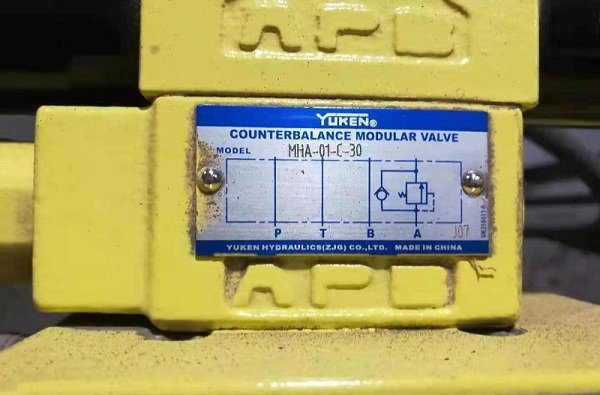 APB
YUKEN®
COUNTERBALANCE MODULAR VALVE
MODEL MHA-01-C-30
W
P T B A J07
YUKEN HYDRAULICS(ZJG)CO.,LTD. MADE IN CHINA
APB